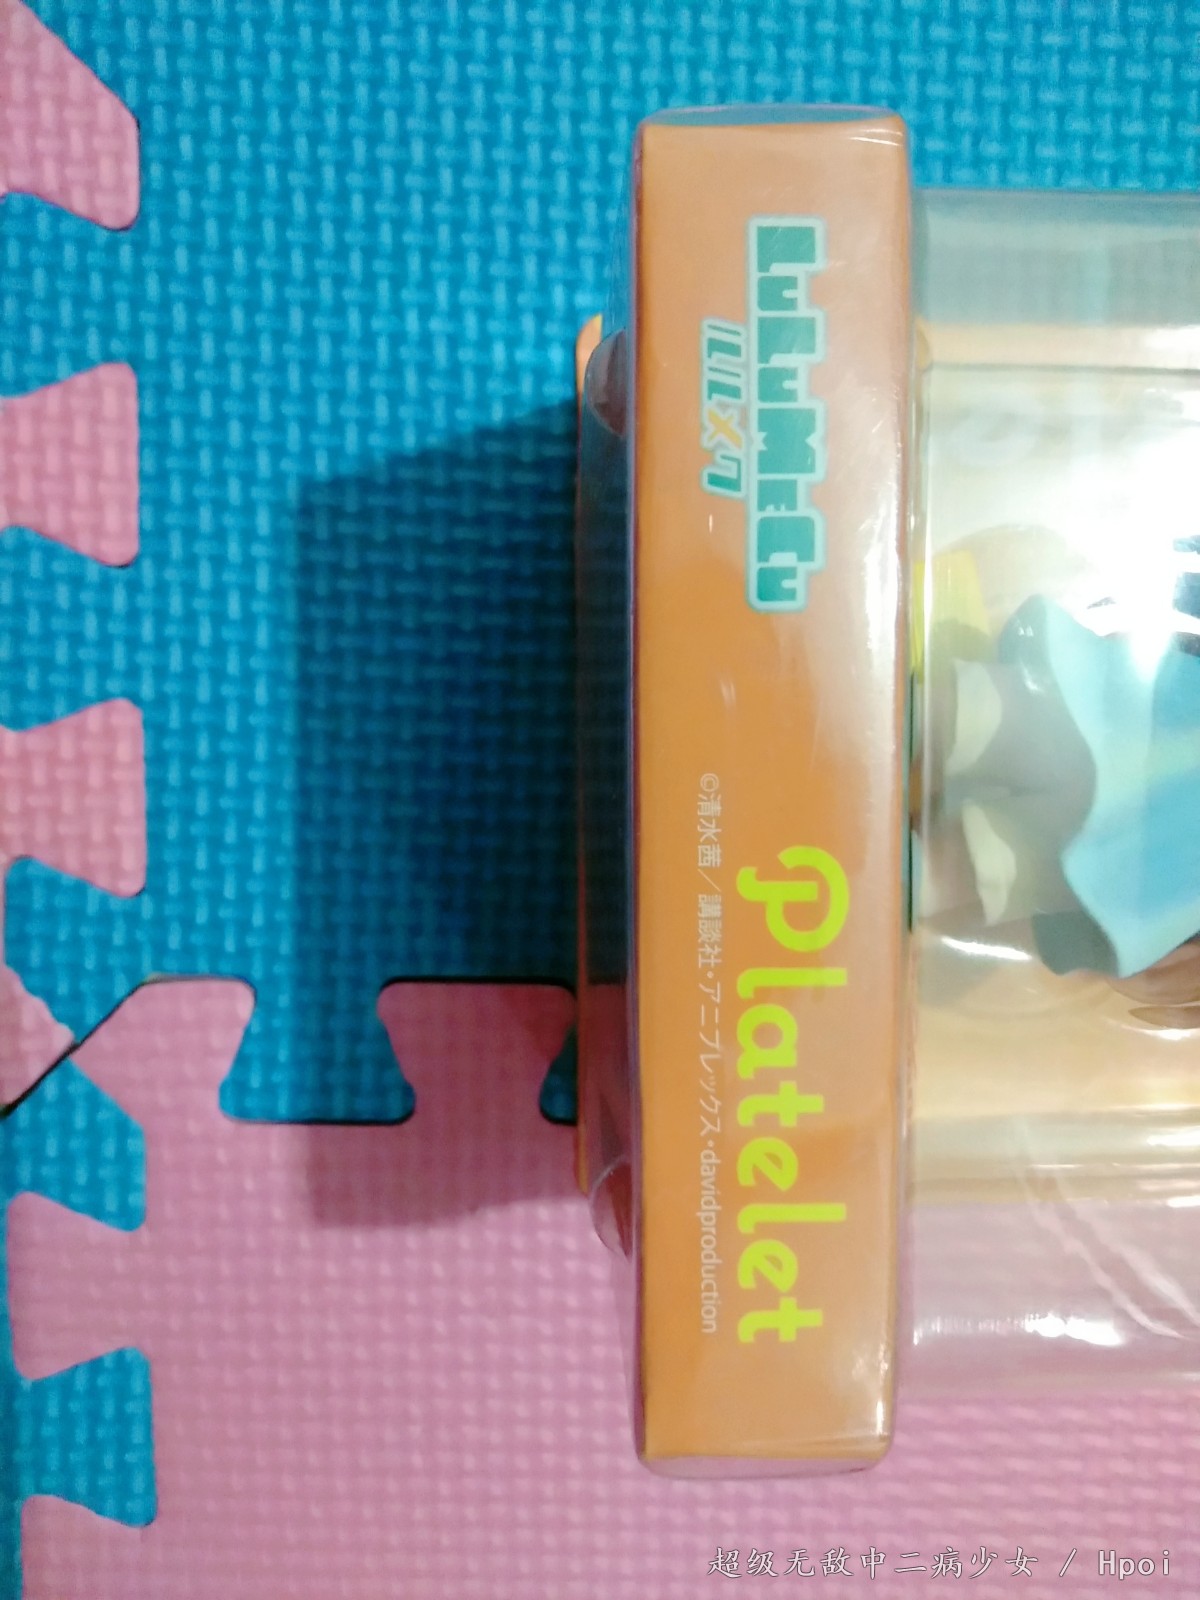 LuLuMeCu
ルルメク
Platelet
©清水茜／講談社・アニプレックス・davidproduction
超级无敌中二病少女 / Hpoi